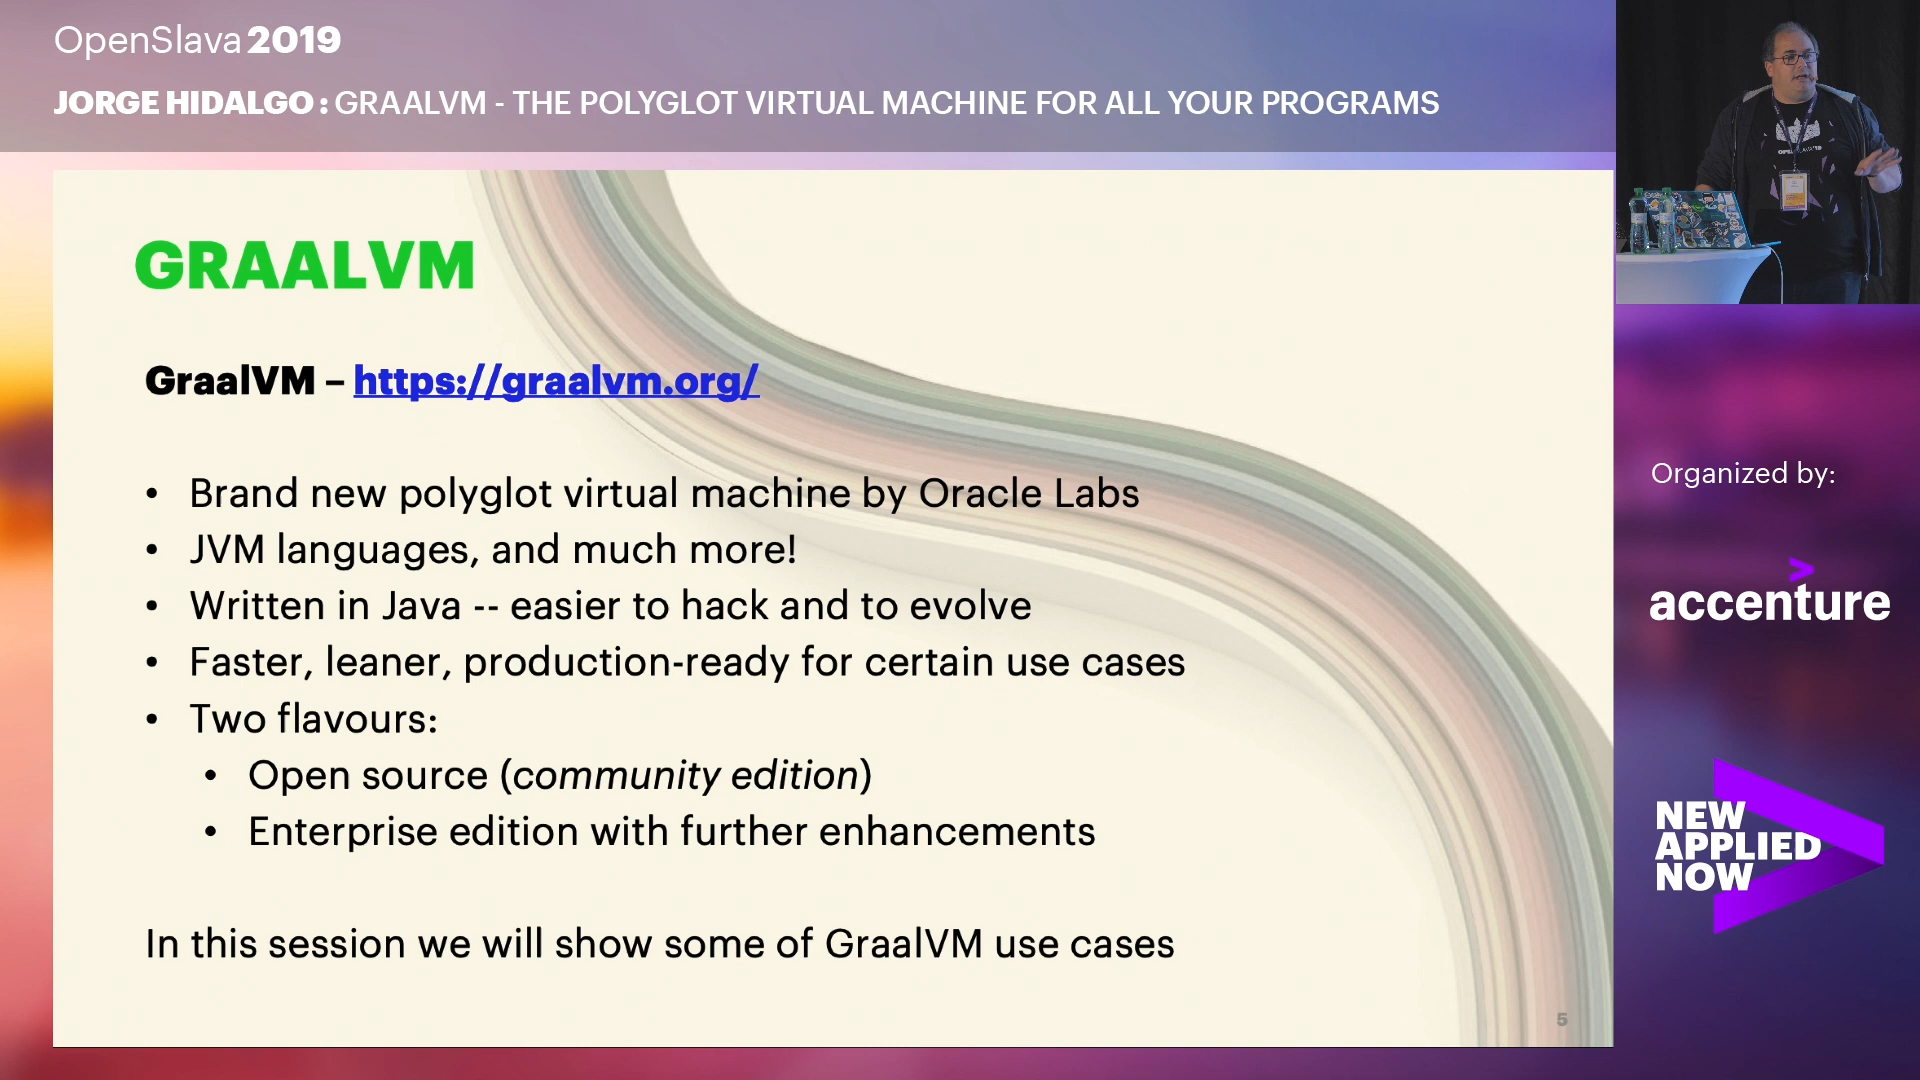 OpenSlava 2019
JORGE HIDALGO : GRAALVM - THE POLYGLOT VIRTUAL MACHINE FOR ALL YOUR PROGRAMS
GRAALVM
GraalVM – https://graalvm.org/
• Brand new polyglot virtual machine by Oracle Labs
• JVM languages, and much more!
• Written in Java -- easier to hack and to evolve
• Faster, leaner, production-ready for certain use cases
• Two flavours:
• Open source (community edition)
• Enterprise edition with further enhancements
In this session we will show some of GraalVM use cases
5
Organized by:
accenture
NEW
APPLIED
NOW